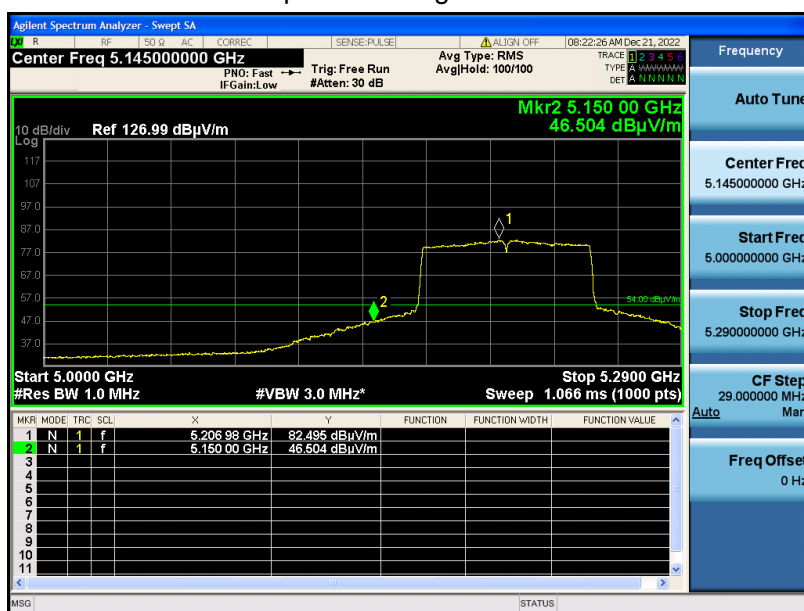 Agilent Spectrum Analyzer - Swept SA
LXI R RF 50 Ω AC CORREC SENSE:PULSE ALIGN OFF 08:22:26 AM Dec 21, 2022
Center Freq 5.145000000 GHz
PNO: Fast
IFGain:Low
Trig: Free Run
#Atten: 30 dB
Avg Type: RMS
Avg|Hold: 100/100
TRACE 1 2 3 4 5 6
TYPE A WWWWW
DET A N N N N N
Mkr2 5.150 00 GHz
46.504 dBµV/m
10 dB/div Ref 126.99 dBµV/m
Log
117
107
97.0
87.0
77.0
67.0
57.0
47.0
37.0
1
2
54.00 dBµV/m
Start 5.0000 GHz Stop 5.2900 GHz
#Res BW 1.0 MHz #VBW 3.0 MHz* Sweep 1.066 ms (1000 pts)
MKR MODE TRC SCL X Y FUNCTION FUNCTION WIDTH FUNCTION VALUE
1 N 1 f 5.206 98 GHz 82.495 dBµV/m
2 N 1 f 5.150 00 GHz 46.504 dBµV/m
3
4
5
6
7
8
9
10
11
MSG STATUS
Frequency
Auto Tune
Center Freq
5.145000000 GHz
Start Freq
5.000000000 GHz
Stop Freq
5.290000000 GHz
CF Step
29.000000 MHz
Auto Man
Freq Offset
0 Hz